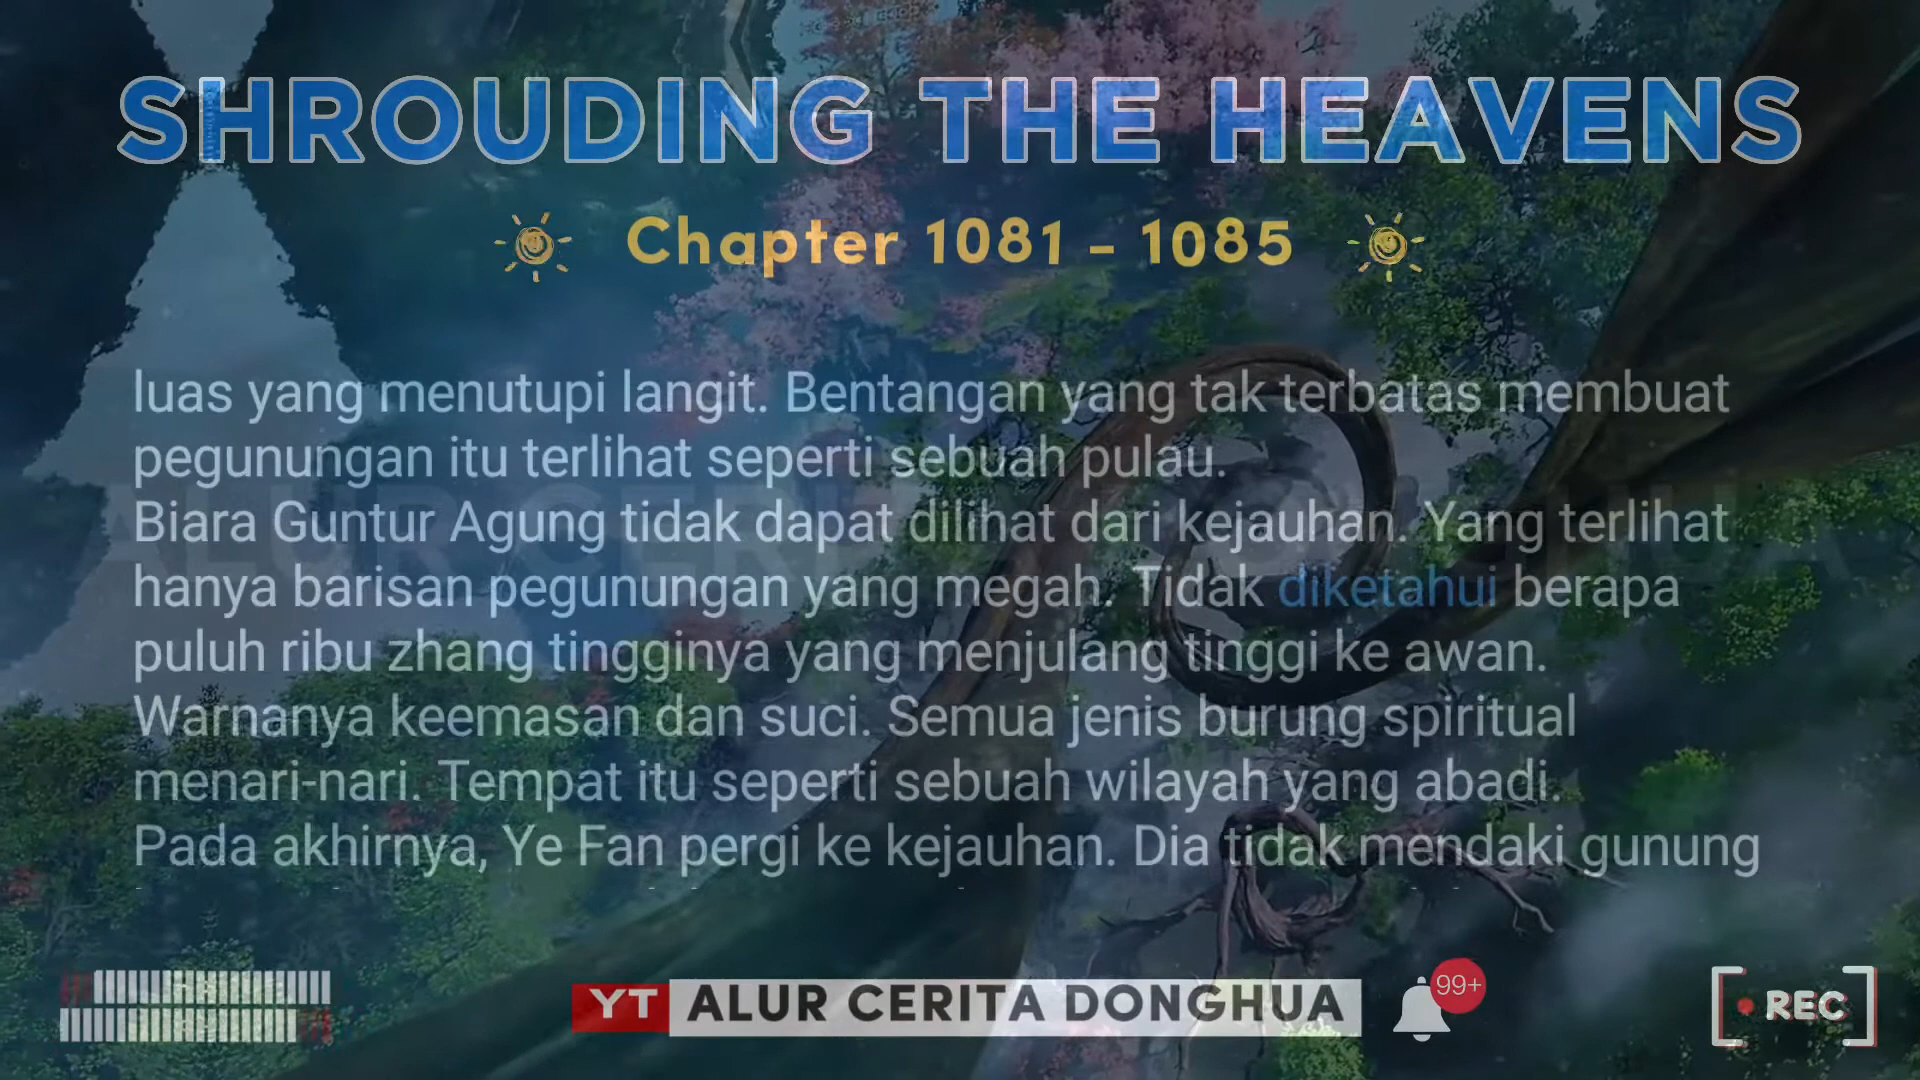 SHROUDING THE HEAVENS
Chapter 1081 - 1085
luas yang menutupi langit. Bentangan yang tak terbatas membuat
pegunungan itu terlihat seperti sebuah pulau.
Biara Guntur Agung tidak dapat dilihat dari kejauhan. Yang terlihat
hanya barisan pegunungan yang megah. Tidak diketahui berapa
puluh ribu zhang tingginya yang menjulang tinggi ke awan.
Warnanya keemasan dan suci. Semua jenis burung spiritual
menari-nari. Tempat itu seperti sebuah wilayah yang abadi.
Pada akhirnya, Ye Fan pergi ke kejauhan. Dia tidak mendaki gunung
YT ALUR CERITA DONGHUA
99+
REC